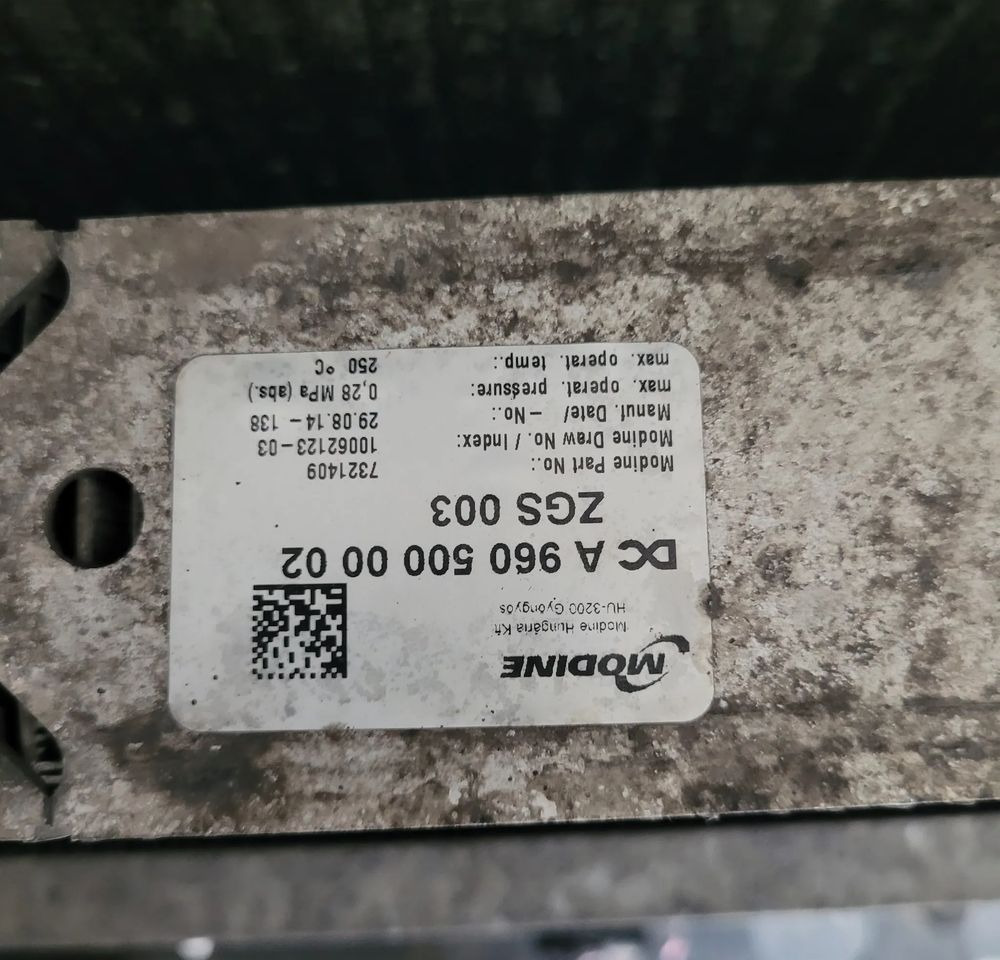 MODINE
Modine Hungária Kft.
HU-3200 Gyöngyös
DC A 960 500 00 02
ZGS 003
Modine Part No.: 7321409
Modine Draw No. / Index: 10062123-03
Manuf. Date/ -No.: 29.08.14- 138
max. operat. pressure: 0,28 MPa (abs.)
max. operat. temp.: 250 °C